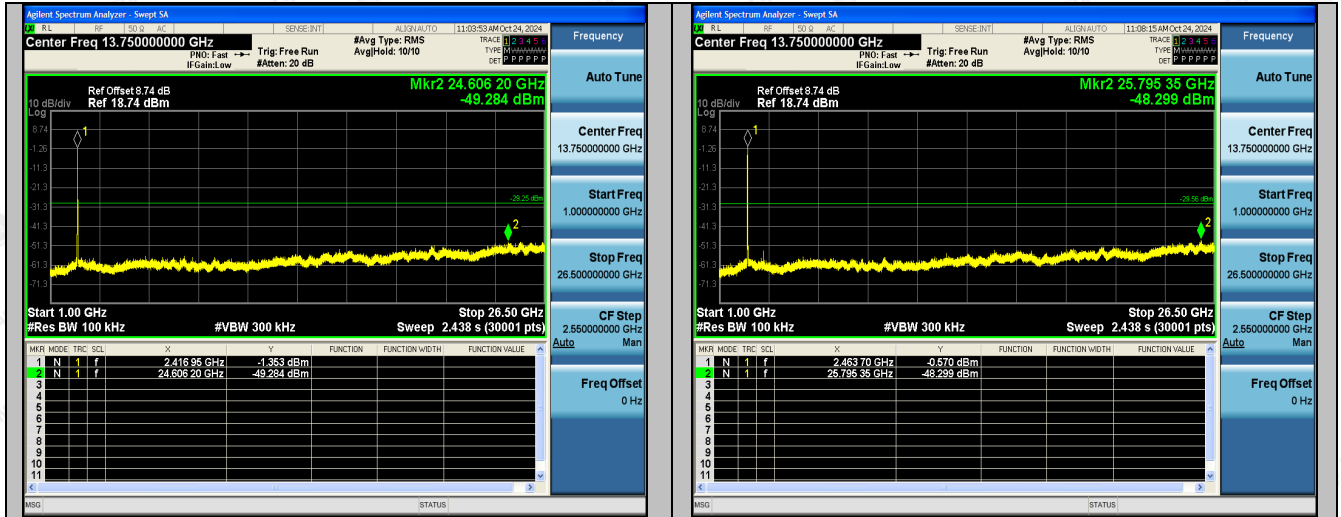 Agilent Spectrum Analyzer - Swept SA
RL RF 50 Ω AC SENSE:INT ALIGN AUTO 11:03:53 AM Oct 24, 2024
Center Freq 13.750000000 GHz
PNO: Fast
IFGain:Low
Trig: Free Run
#Atten: 20 dB
#Avg Type: RMS
Avg|Hold: 10/10
TRACE 1 2 3 4 5 6
TYPE M
DET P P P P P P
Mkr2 24.606 20 GHz
-49.284 dBm
Ref Offset 8.74 dB
10 dB/div Ref 18.74 dBm
Log
8.74
-1.26
-11.3
-21.3
-31.3
-41.3
-51.3
-61.3
-71.3
1
-29.25 dBm
2
Start 1.00 GHz Stop 26.50 GHz
#Res BW 100 kHz #VBW 300 kHz Sweep 2.438 s (30001 pts)
MKR MODE TRC SCL X Y FUNCTION FUNCTION WIDTH FUNCTION VALUE
1 N 1 f 2.416 95 GHz -1.353 dBm
2 N 1 f 24.606 20 GHz -49.284 dBm
3
4
5
6
7
8
9
10
11
MSG STATUS
Frequency
Auto Tune
Center Freq
13.750000000 GHz
Start Freq
1.000000000 GHz
Stop Freq
26.500000000 GHz
CF Step
2.550000000 GHz
Auto Man
Freq Offset
0 Hz
Agilent Spectrum Analyzer - Swept SA
RL RF 50 Ω AC SENSE:INT ALIGN AUTO 11:08:15 AM Oct 24, 2024
Center Freq 13.750000000 GHz
PNO: Fast
IFGain:Low
Trig: Free Run
#Atten: 20 dB
#Avg Type: RMS
Avg|Hold: 10/10
TRACE 1 2 3 4 5 6
TYPE M
DET P P P P P P
Mkr2 25.795 35 GHz
-48.299 dBm
Ref Offset 8.74 dB
10 dB/div Ref 18.74 dBm
Log
8.74
-1.26
-11.3
-21.3
-31.3
-41.3
-51.3
-61.3
-71.3
1
-29.56 dBm
2
Start 1.00 GHz Stop 26.50 GHz
#Res BW 100 kHz #VBW 300 kHz Sweep 2.438 s (30001 pts)
MKR MODE TRC SCL X Y FUNCTION FUNCTION WIDTH FUNCTION VALUE
1 N 1 f 2.463 70 GHz -0.570 dBm
2 N 1 f 25.795 35 GHz -48.299 dBm
3
4
5
6
7
8
9
10
11
MSG STATUS
Frequency
Auto Tune
Center Freq
13.750000000 GHz
Start Freq
1.000000000 GHz
Stop Freq
26.500000000 GHz
CF Step
2.550000000 GHz
Auto Man
Freq Offset
0 Hz